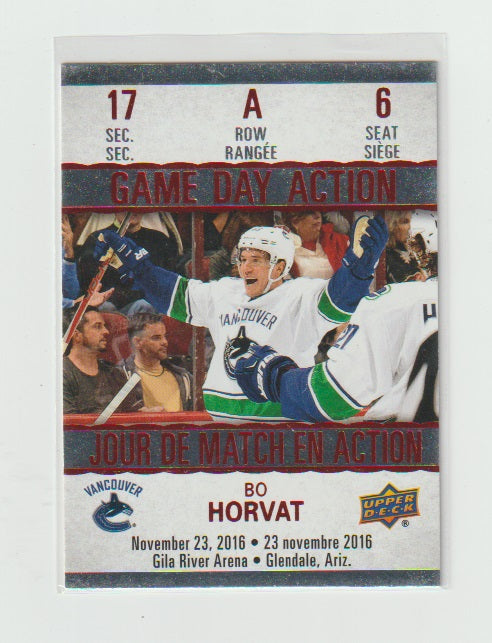 17 A 6
SEC. ROW SEAT
SEC. RANGÉE SIÈGE
GAME DAY ACTION
VANCOUVER
JOUR DE MATCH EN ACTION
VANCOUVER
BO
HORVAT
UPPER
D·E·C·K
®
November 23, 2016 • 23 novembre 2016
Gila River Arena • Glendale, Ariz.